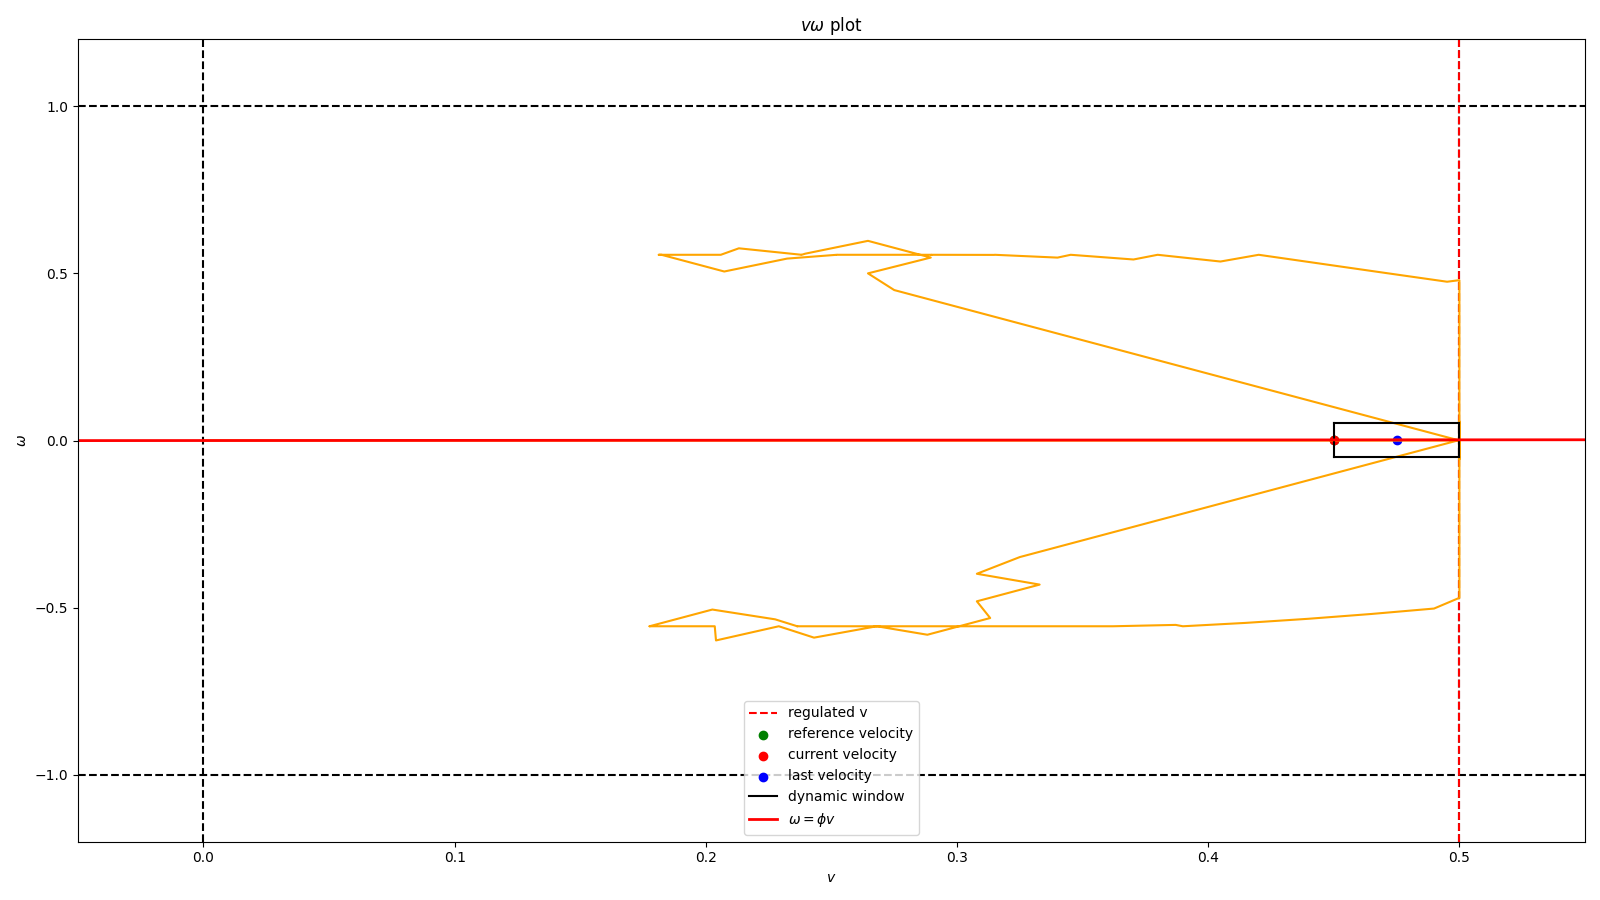 vω plot
1.0
0.5
0.0
−0.5
−1.0
ω
0.0
0.1
0.2
0.3
0.4
0.5
v
regulated v
reference velocity
current velocity
last velocity
dynamic window
ω = ϕv